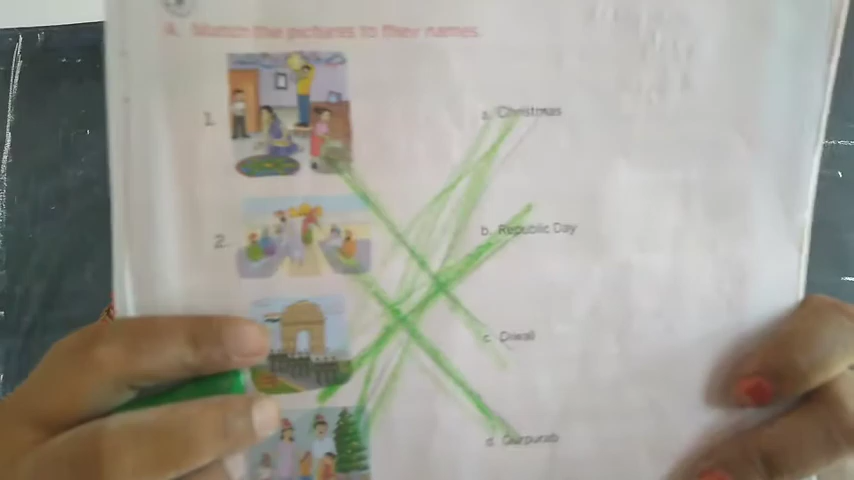 A. Match the pictures to their names.
1.
a. Christmas
2.
b. Republic Day
c. Diwali
d. Gurpurab